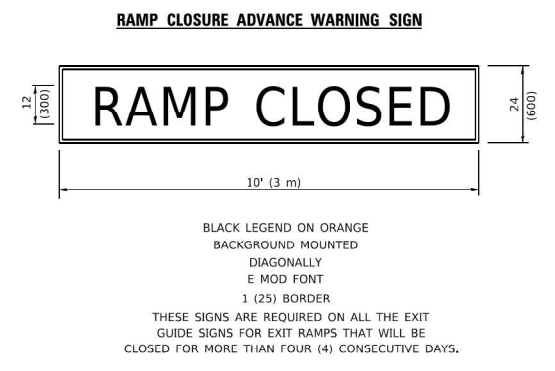 RAMP CLOSURE ADVANCE WARNING SIGN
RAMP CLOSED
12
(300)
24
(600)
10' (3 m)
BLACK LEGEND ON ORANGE
BACKGROUND MOUNTED
DIAGONALLY
E MOD FONT
1 (25) BORDER
THESE SIGNS ARE REQUIRED ON ALL THE EXIT
GUIDE SIGNS FOR EXIT RAMPS THAT WILL BE
CLOSED FOR MORE THAN FOUR (4) CONSECUTIVE DAYS.